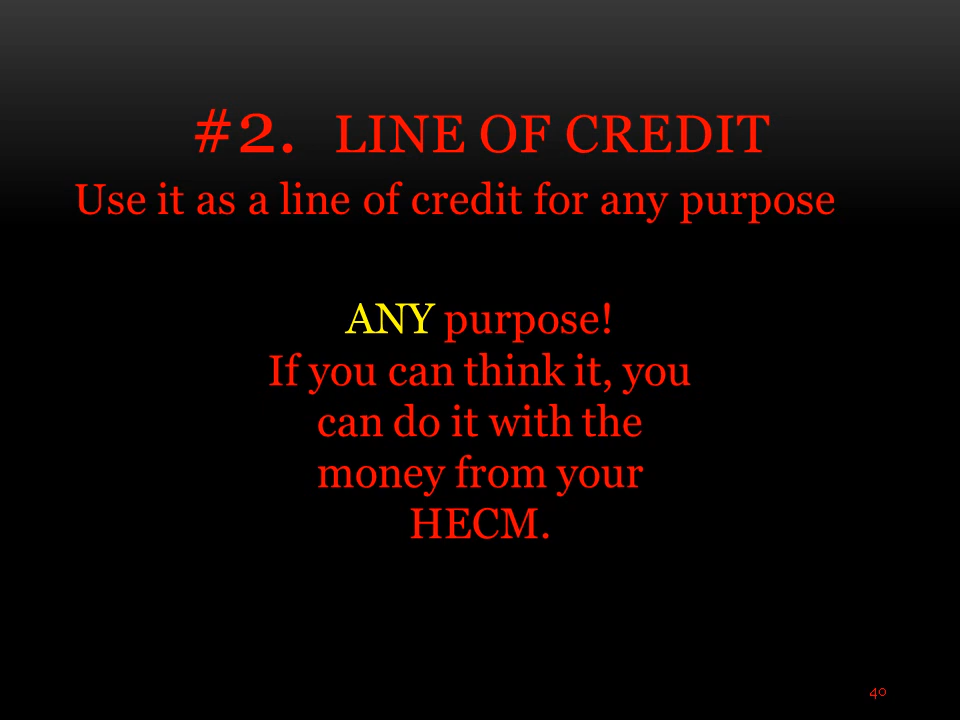 #2. LINE OF CREDIT
Use it as a line of credit for any purpose
ANY purpose!
If you can think it, you
can do it with the
money from your
HECM.
40